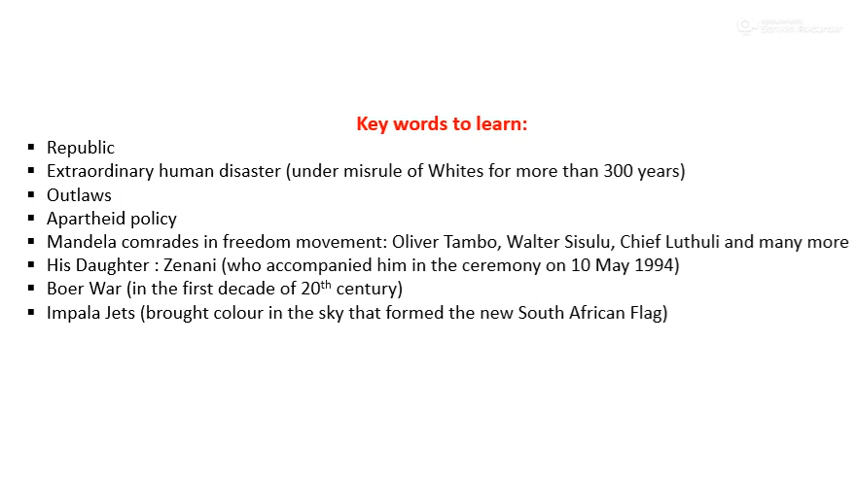 Key words to learn:
▪ Republic
▪ Extraordinary human disaster (under misrule of Whites for more than 300 years)
▪ Outlaws
▪ Apartheid policy
▪ Mandela comrades in freedom movement: Oliver Tambo, Walter Sisulu, Chief Luthuli and many more
▪ His Daughter : Zenani (who accompanied him in the ceremony on 10 May 1994)
▪ Boer War (in the first decade of 20th century)
▪ Impala Jets (brought colour in the sky that formed the new South African Flag)